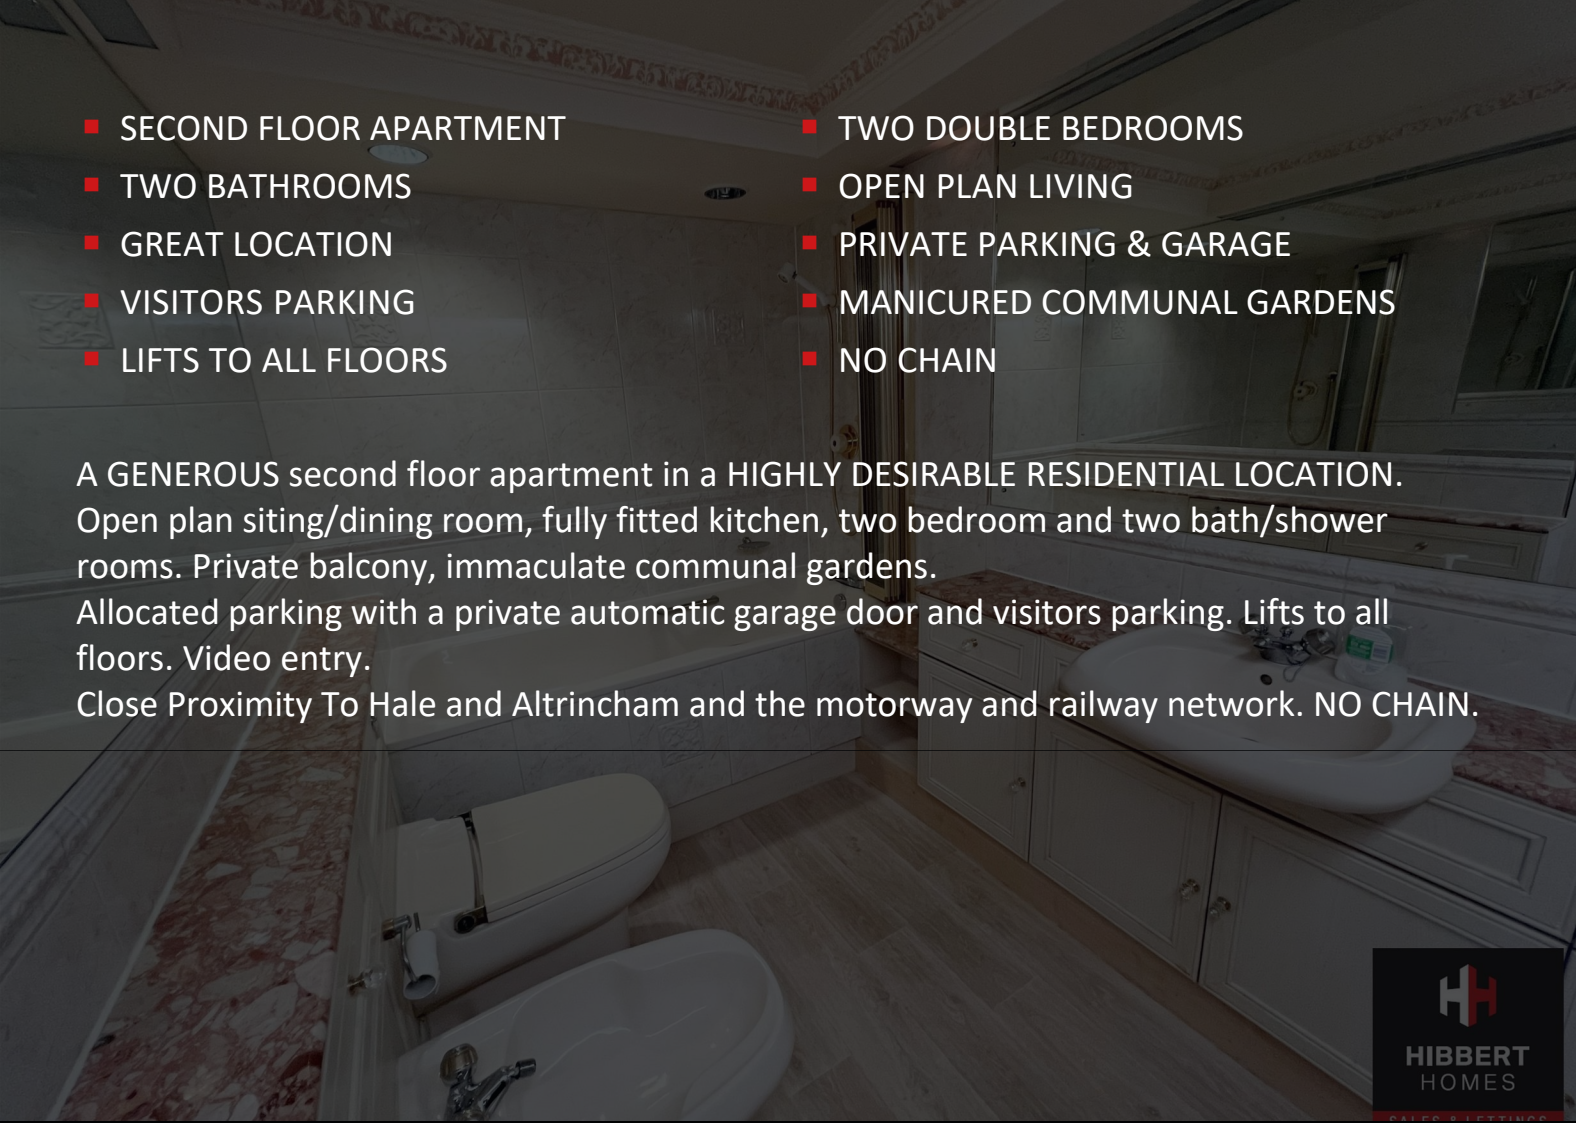 SECOND FLOOR APARTMENT
TWO BATHROOMS
GREAT LOCATION
VISITORS PARKING
LIFTS TO ALL FLOORS
TWO DOUBLE BEDROOMS
OPEN PLAN LIVING
PRIVATE PARKING & GARAGE
MANICURED COMMUNAL GARDENS
NO CHAIN
A GENEROUS second floor apartment in a HIGHLY DESIRABLE RESIDENTIAL LOCATION.
Open plan siting/dining room, fully fitted kitchen, two bedroom and two bath/shower
rooms. Private balcony, immaculate communal gardens.
Allocated parking with a private automatic garage door and visitors parking. Lifts to all
floors. Video entry.
Close Proximity To Hale and Altrincham and the motorway and railway network. NO CHAIN.
HIBBERT
HOMES
SALES & LETTINGS